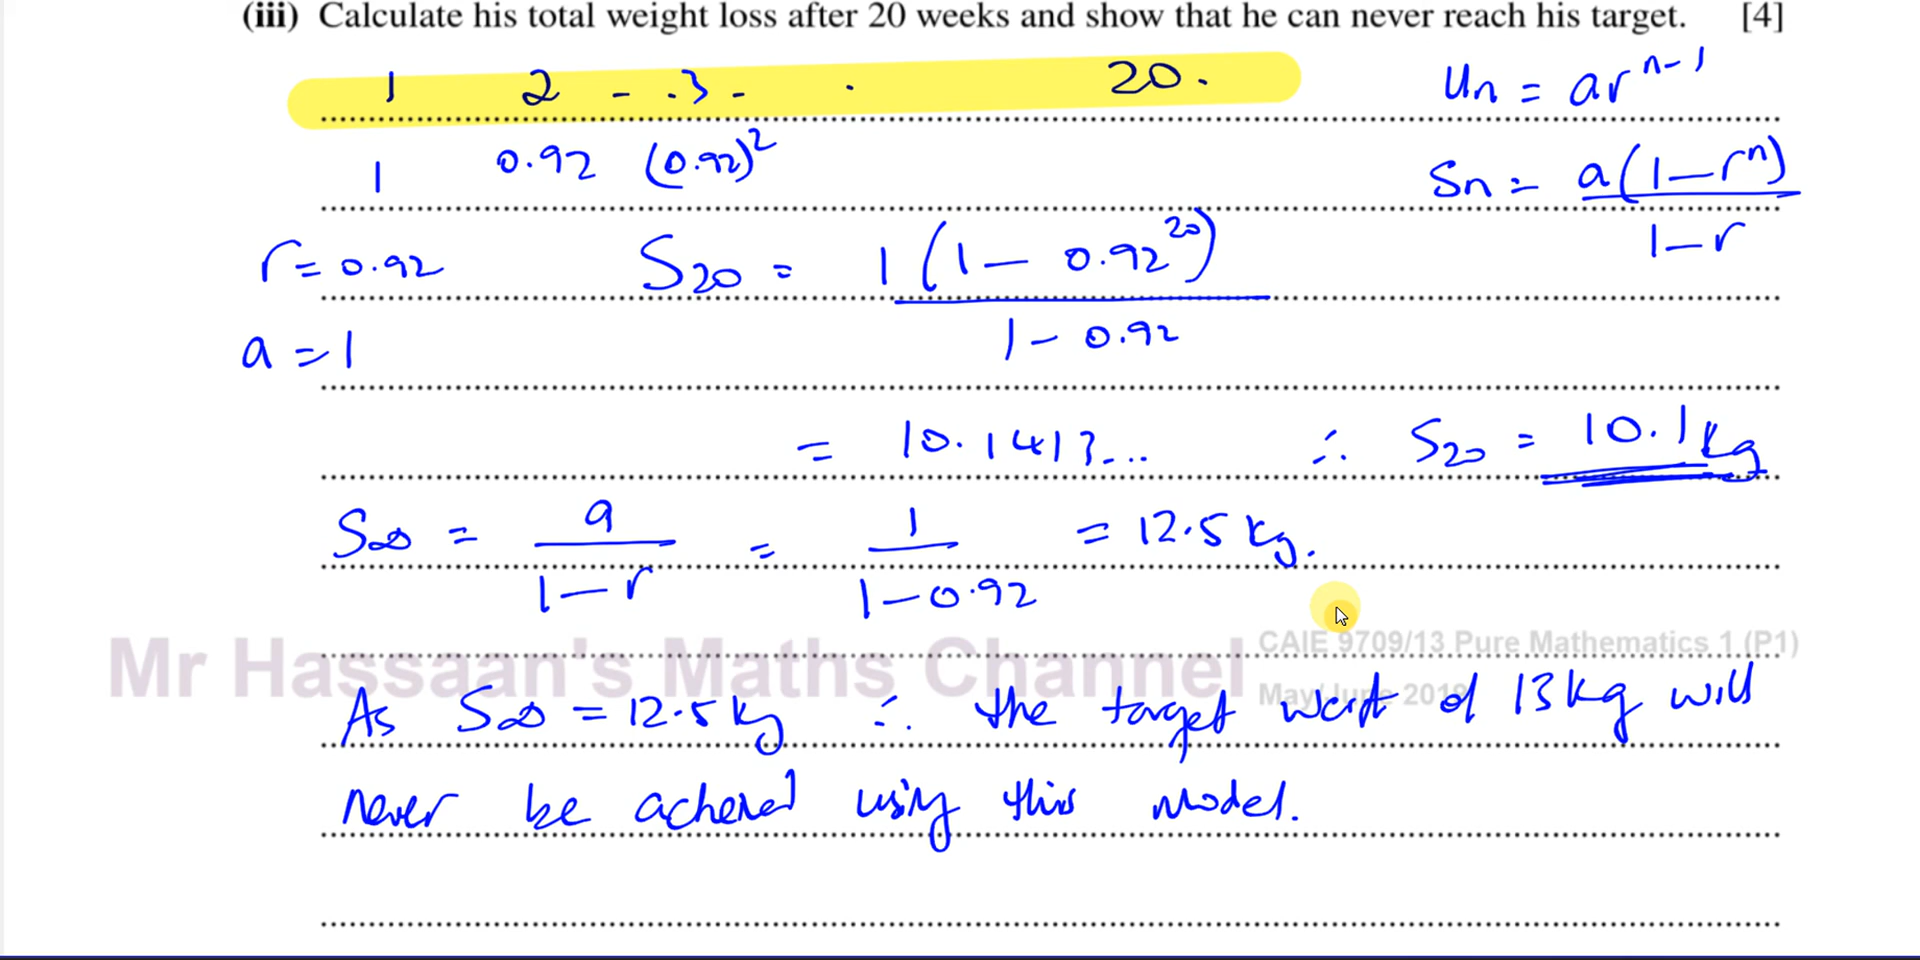 (iii) Calculate his total weight loss after 20 weeks and show that he can never reach his target. [4]
1 2 - . 3 - . 20 .
Un = ar^n-1
1 0.92 (0.92)^2
Sn = a(1-r^n) / 1-r
r = 0.92
S20 = 1(1 - 0.92^20) / 1 - 0.92
a = 1
= 10.1413... ∴ S20 = 10.1 kg
S∞ = a / 1-r = 1 / 1-0.92 = 12.5 kg.
Mr Hassaan's Maths Channel
CAIE 9709/13 Pure Mathematics 1 (P1)
May/June 2019
As S∞ = 12.5 kg ∴ the target of 13 kg will
never be using this model.